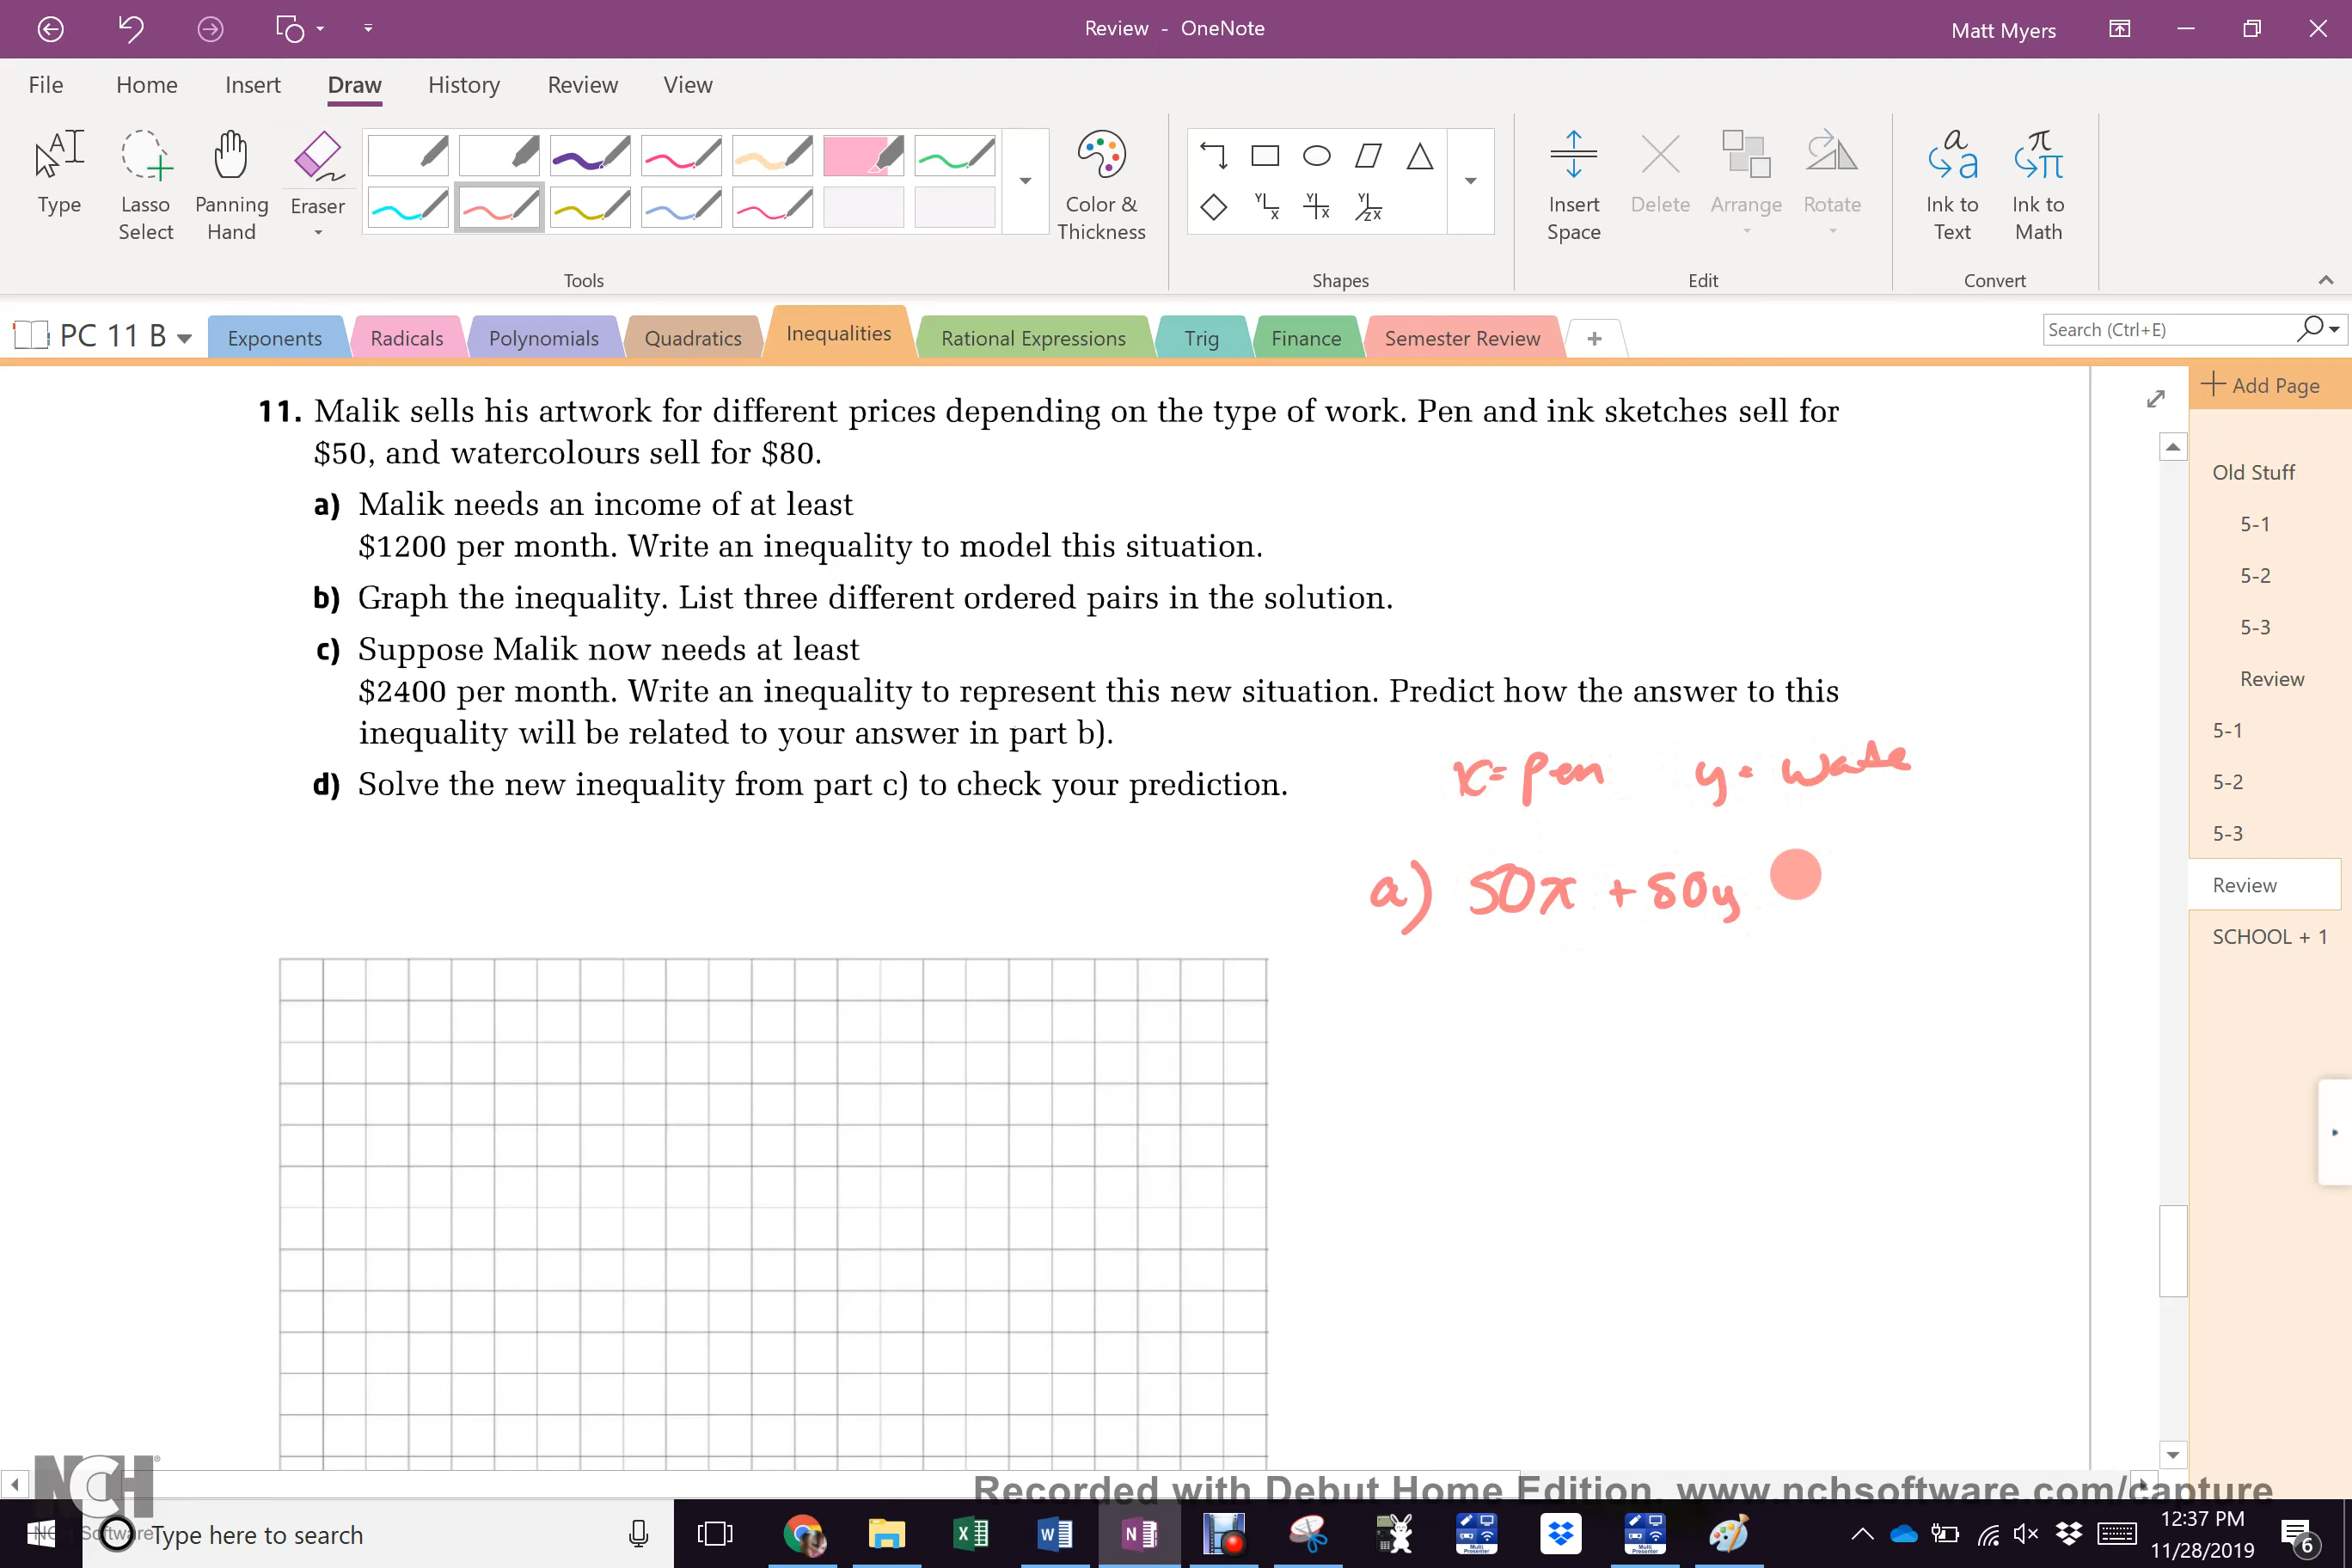 Review - OneNote
Matt Myers
File Home Insert Draw History Review View
Type
Lasso Select
Panning Hand
Eraser
Color & Thickness
Insert Space
Delete
Arrange
Rotate
Ink to Text
Ink to Math
Tools
Shapes
Edit
Convert
PC 11 B
Exponents Radicals Polynomials Quadratics Inequalities Rational Expressions Trig Finance Semester Review +
Search (Ctrl+E)
Add Page
Old Stuff
5-1
5-2
5-3
Review
5-1
5-2
5-3
Review
SCHOOL + 1
11. Malik sells his artwork for different prices depending on the type of work. Pen and ink sketches sell for
$50, and watercolours sell for $80.
a) Malik needs an income of at least
$1200 per month. Write an inequality to model this situation.
b) Graph the inequality. List three different ordered pairs in the solution.
c) Suppose Malik now needs at least
$2400 per month. Write an inequality to represent this new situation. Predict how the answer to this
inequality will be related to your answer in part b).
d) Solve the new inequality from part c) to check your prediction.
x = pen y = wate
a) 50x + 80y
NCH
NCH Software
Recorded with Debut Home Edition. www.nchsoftware.com/capture
Type here to search
12:37 PM
11/28/2019
6